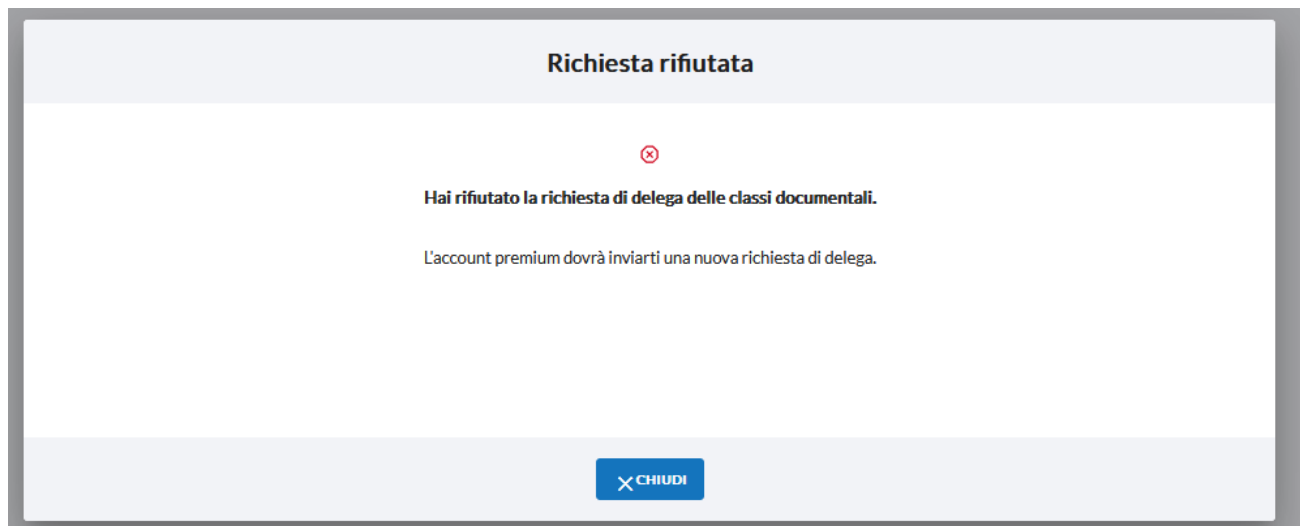 Richiesta rifiutata
Hai rifiutato la richiesta di delega delle classi documentali.
L'account premium dovrà inviarti una nuova richiesta di delega.
CHIUDI